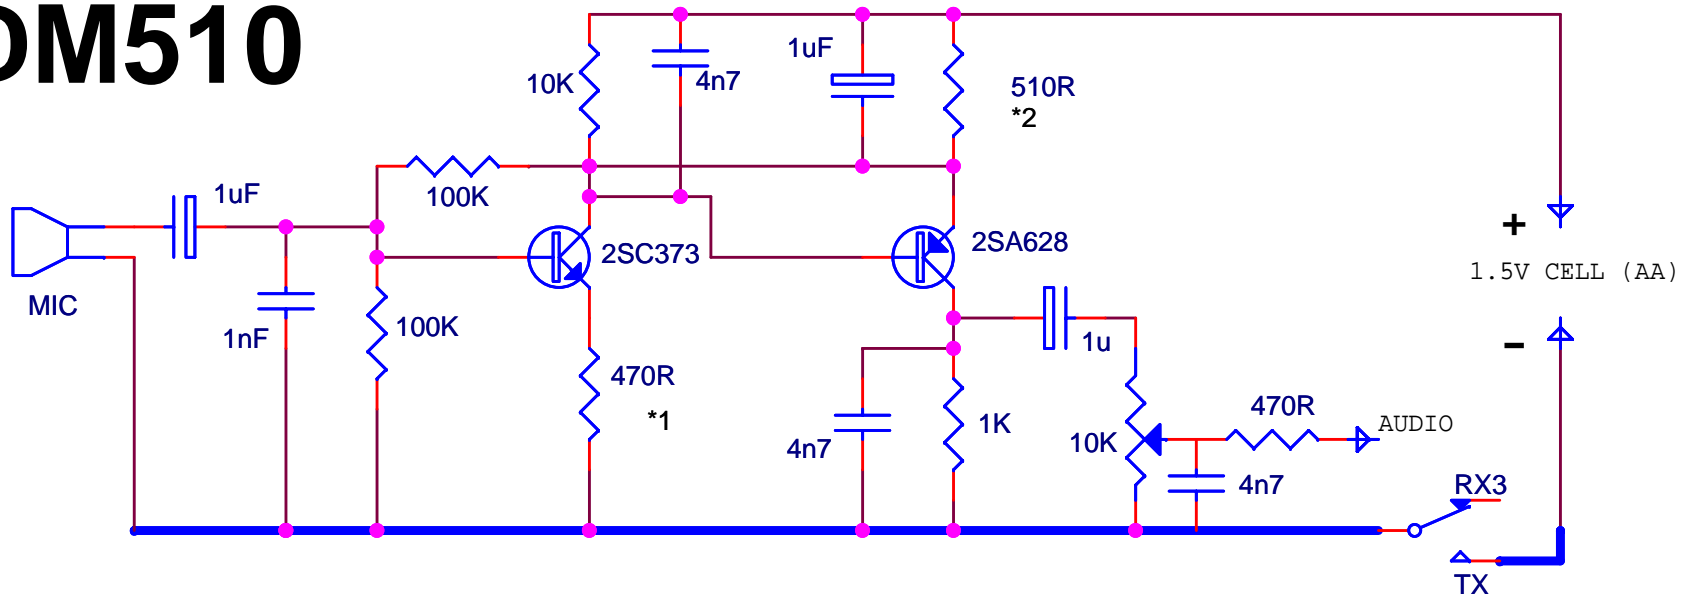 DM510
1uF
10K
4n7
510R
*2
1uF
100K
2SC373
2SA628
+
1.5V CELL (AA)
MIC
1nF
100K
1u
-
470R
*1
4n7
1K
10K
470R
AUDIO
4n7
RX3
TX